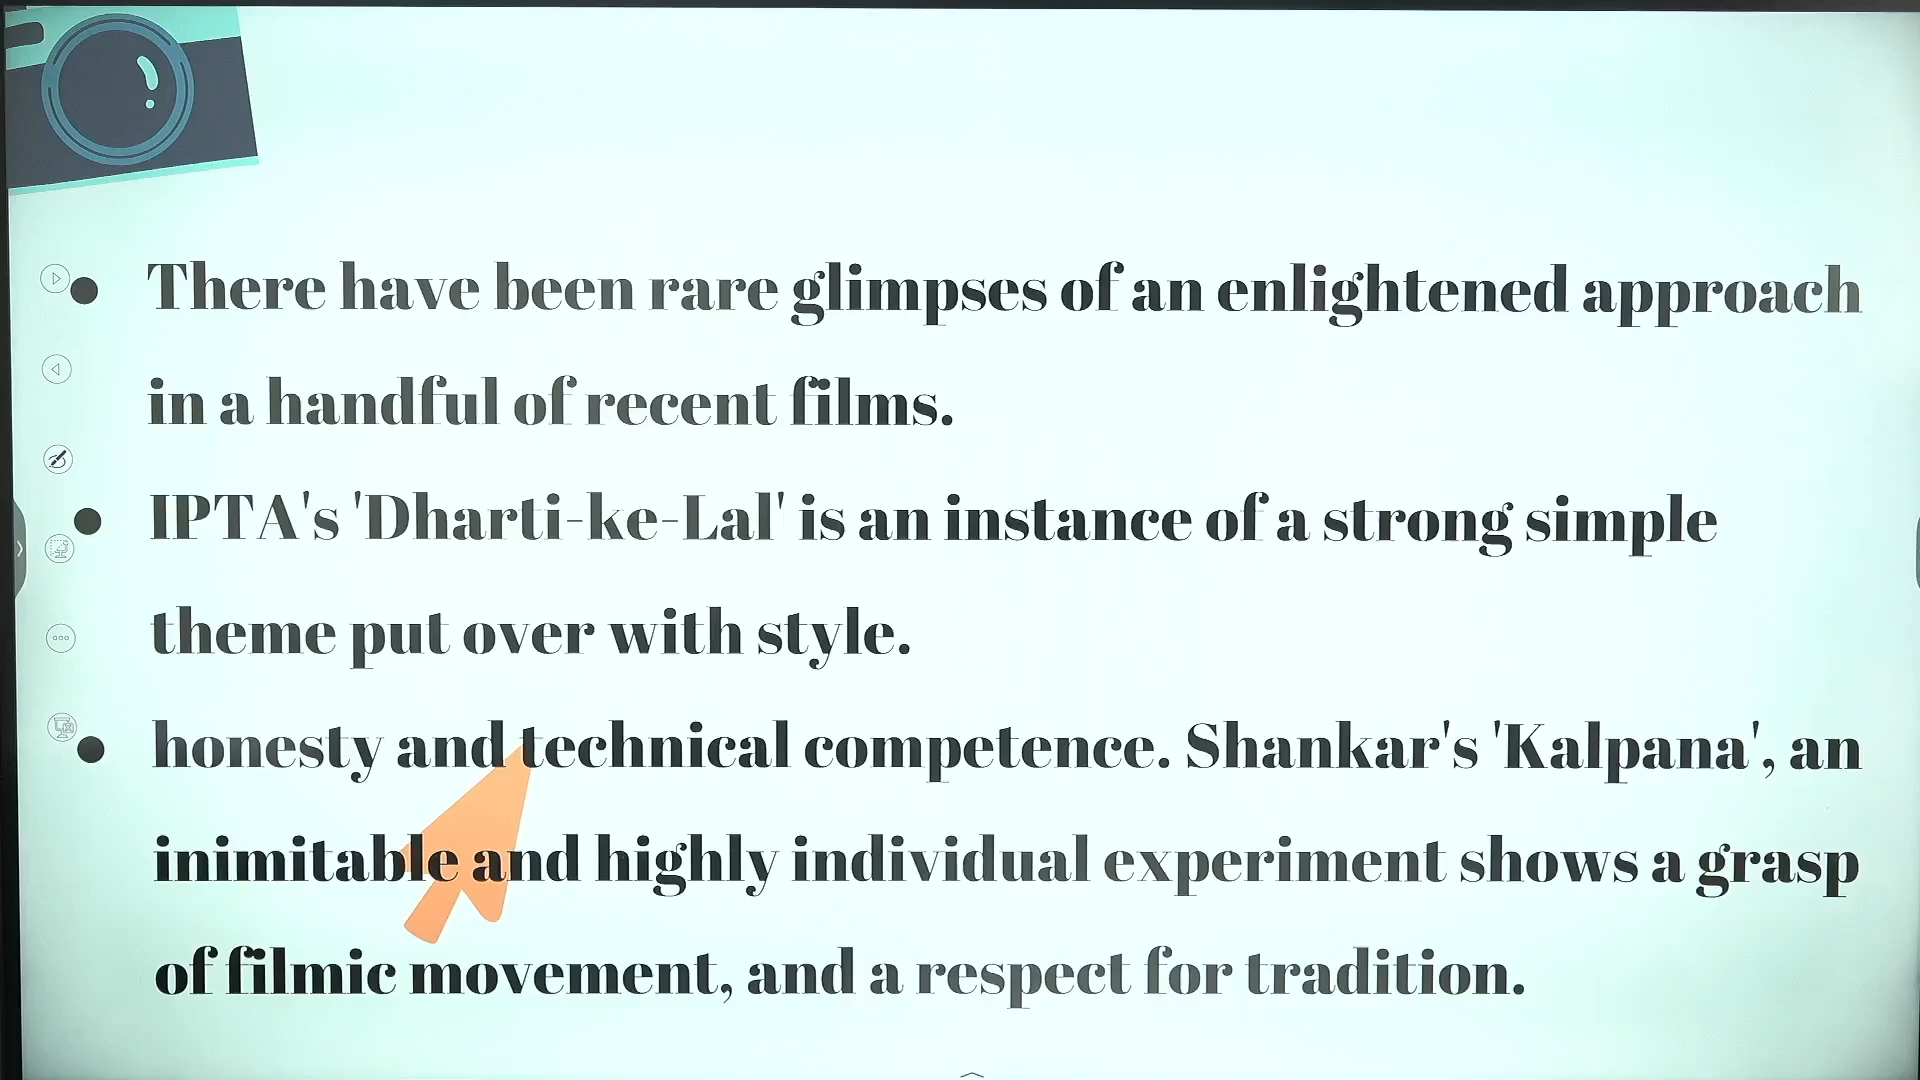 There have been rare glimpses of an enlightened approach
in a handful of recent films.
IPTA's 'Dharti-ke-Lal' is an instance of a strong simple
theme put over with style.
honesty and technical competence. Shankar's 'Kalpana', an
inimitable and highly individual experiment shows a grasp
of filmic movement, and a respect for tradition.